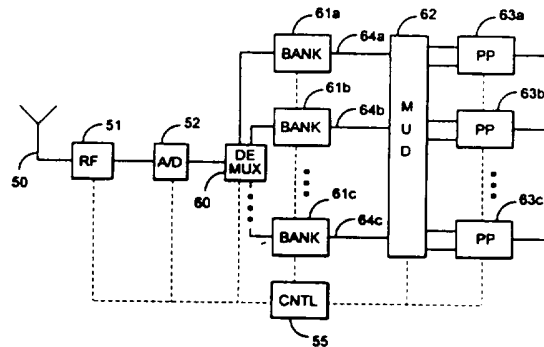 61a
62
63a
64a
BANK
PP
61b
51
52
64b
63b
M
U
D
BANK
PP
RF
A/D
DE
MUX
50
60
61c
63c
64c
BANK
PP
CNTL
55